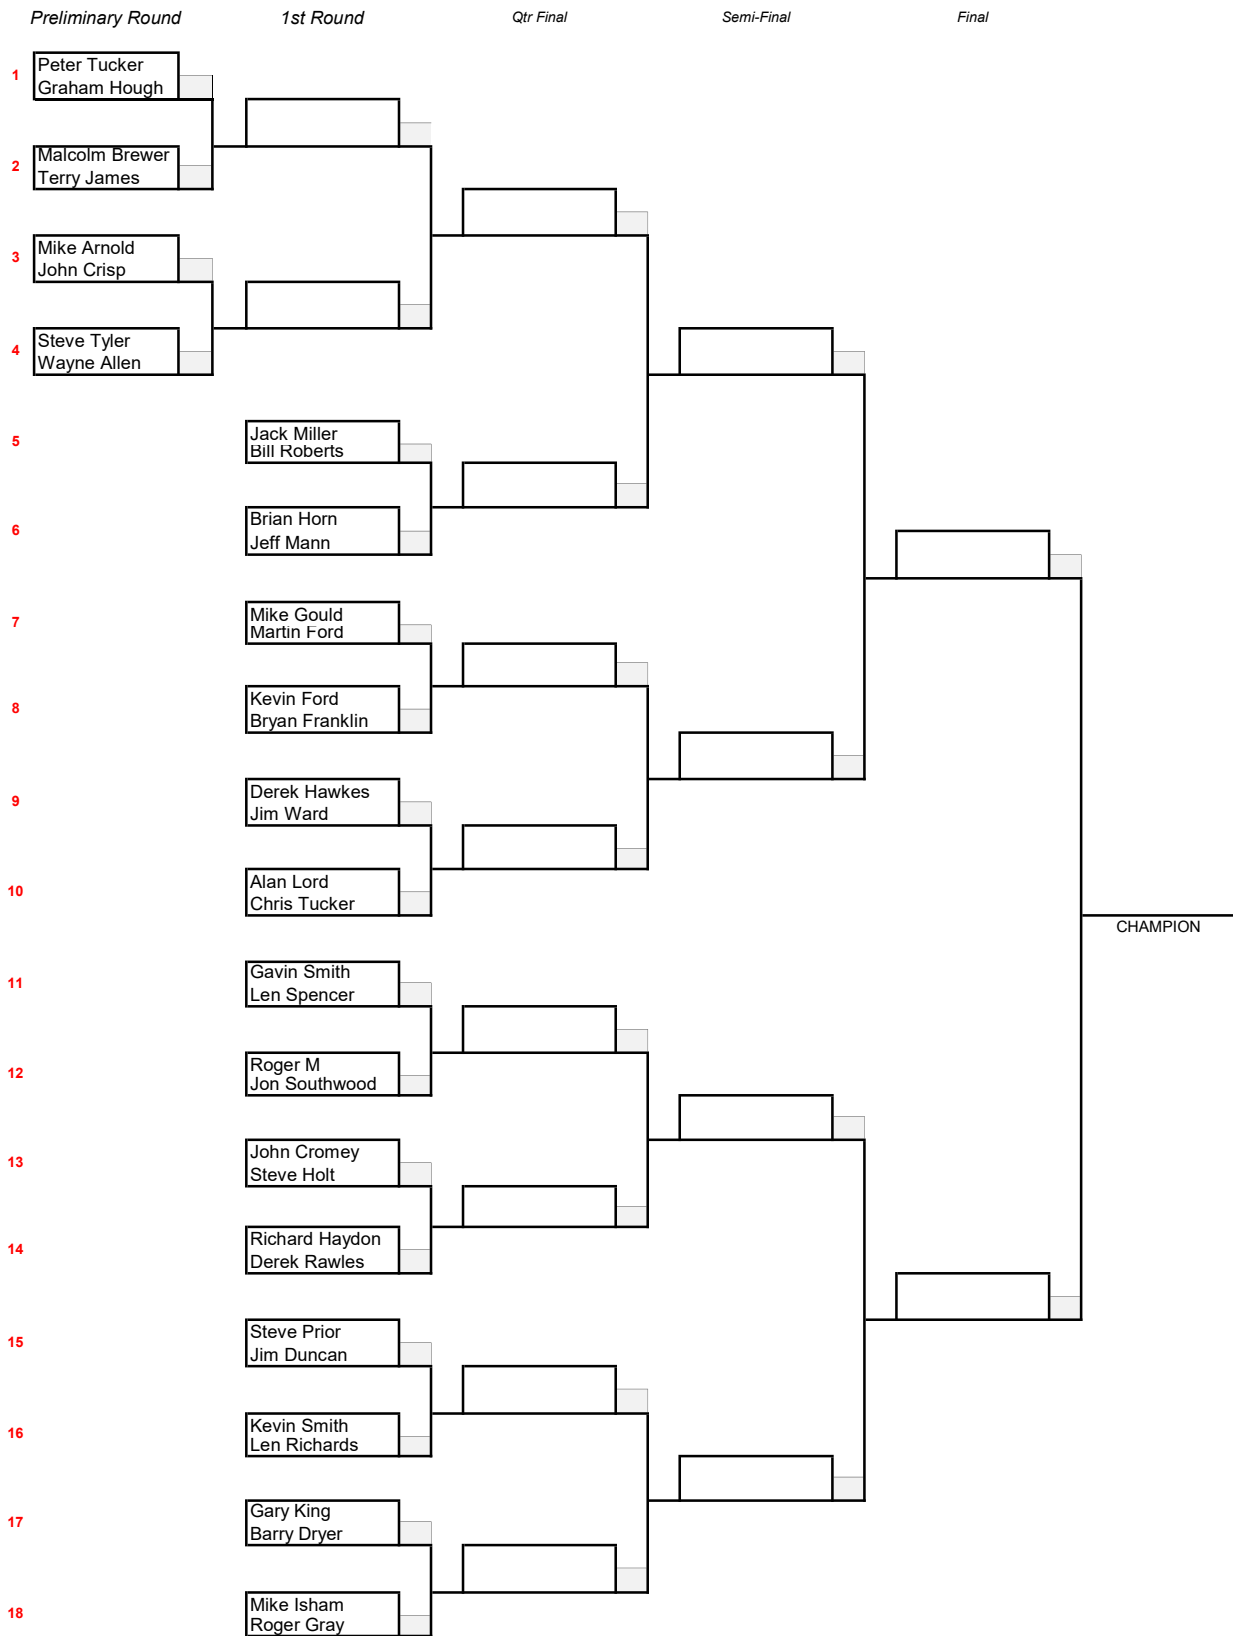 Preliminary Round 1st Round Qtr Final Semi-Final Final
1 Peter Tucker
Graham Hough
2 Malcolm Brewer
Terry James
3 Mike Arnold
John Crisp
4 Steve Tyler
Wayne Allen
5 Jack Miller
Bill Roberts
6 Brian Horn
Jeff Mann
7 Mike Gould
Martin Ford
8 Kevin Ford
Bryan Franklin
9 Derek Hawkes
Jim Ward
10 Alan Lord
Chris Tucker
CHAMPION
11 Gavin Smith
Len Spencer
12 Roger M
Jon Southwood
13 John Cromey
Steve Holt
14 Richard Haydon
Derek Rawles
15 Steve Prior
Jim Duncan
16 Kevin Smith
Len Richards
17 Gary King
Barry Dryer
18 Mike Isham
Roger Gray